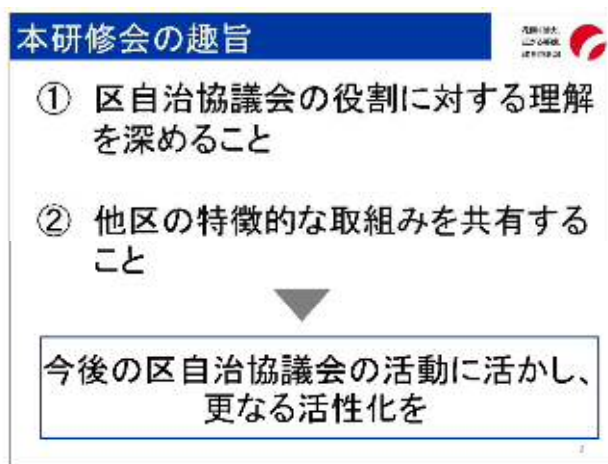 本研修会の趣旨
① 区自治協議会の役割に対する理解
を深めること
② 他区の特徴的な取組みを共有する
こと
今後の区自治協議会の活動に活かし、
更なる活性化を